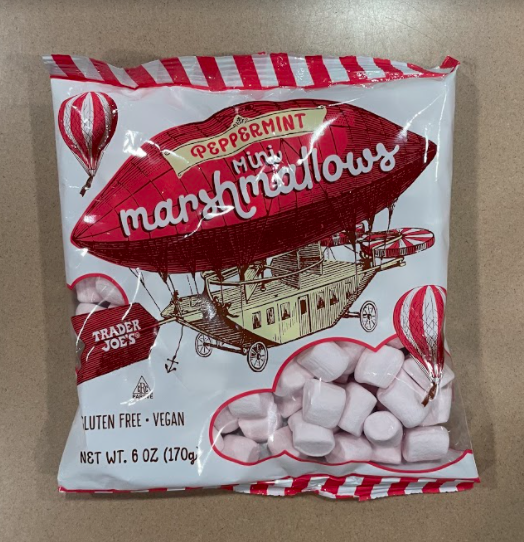 PEPPERMINT
Mini
marshmallows
TRADER
JOE'S®
GLUTEN FREE • VEGAN
NET WT. 6 OZ (170g